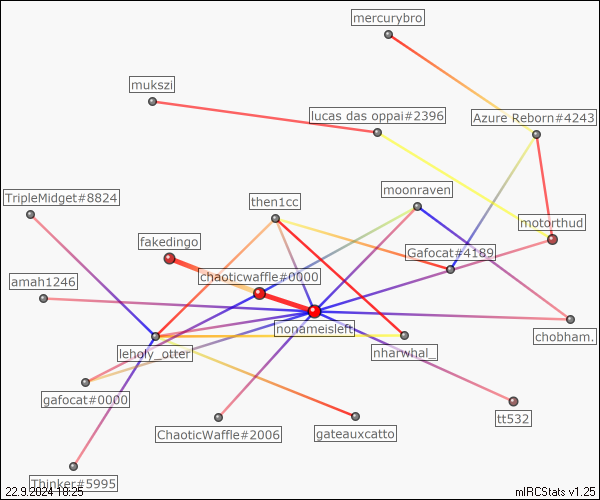 mercurybro
mukszi
lucas das oppai#2396
Azure Reborn#4243
TripleMidget#8824
then1cc
moonraven
motorthud
fakedingo
Gafocat#4189
chaoticwaffle#0000
amah1246
nonameisleft
chobham.
leholy_otter
nharwhal_
gafocat#0000
tt532
ChaoticWaffle#2006
gateauxcatto
Thinker#5995
22.9.2024 18:25
mIRCStats v1.25